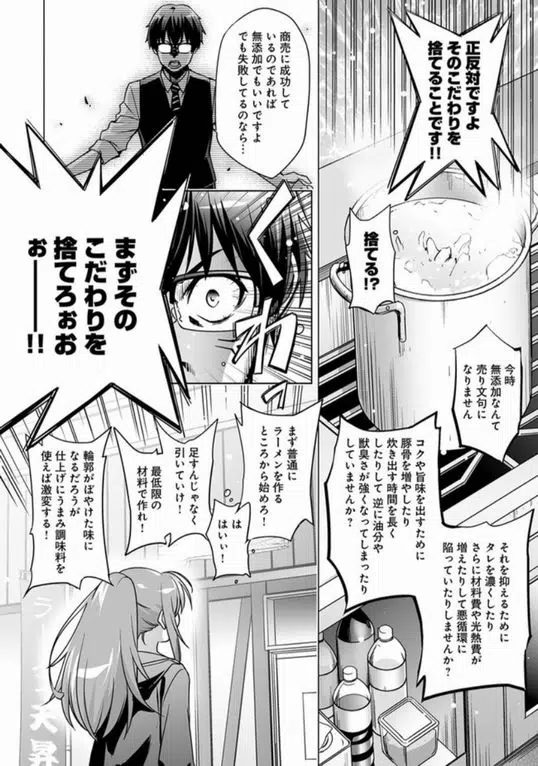 正反対ですよ
そのこだわりを
捨てることです!!
捨てる!?
今時
無添加なんて
売り文句に
なりません
コクや旨味を出すために
豚骨を増やしたり
炊き出す時間を長く
したりして 逆に油分や
獣臭さが強くなってしまったり
していませんか?
それを抑えるために
タレを濃くしたり
さらに材料費や光熱費が
増えたりして悪循環に
陥っていたりしませんか?
商売に成功して
いるのであれば
無添加でもいいですよ
でも失敗してるのなら…
まずその
こだわりを
捨てろぉお
おーー!!
まず普通に
ラーメンを作る
ところから始めろ!
は
はいぃ!
足すんじゃなく
引いていけ!
最低限の
材料で作れ!
輪郭がぼやけた味に
なるだろうが
仕上げにうまみ調味料を
使えば激変する!
天昇